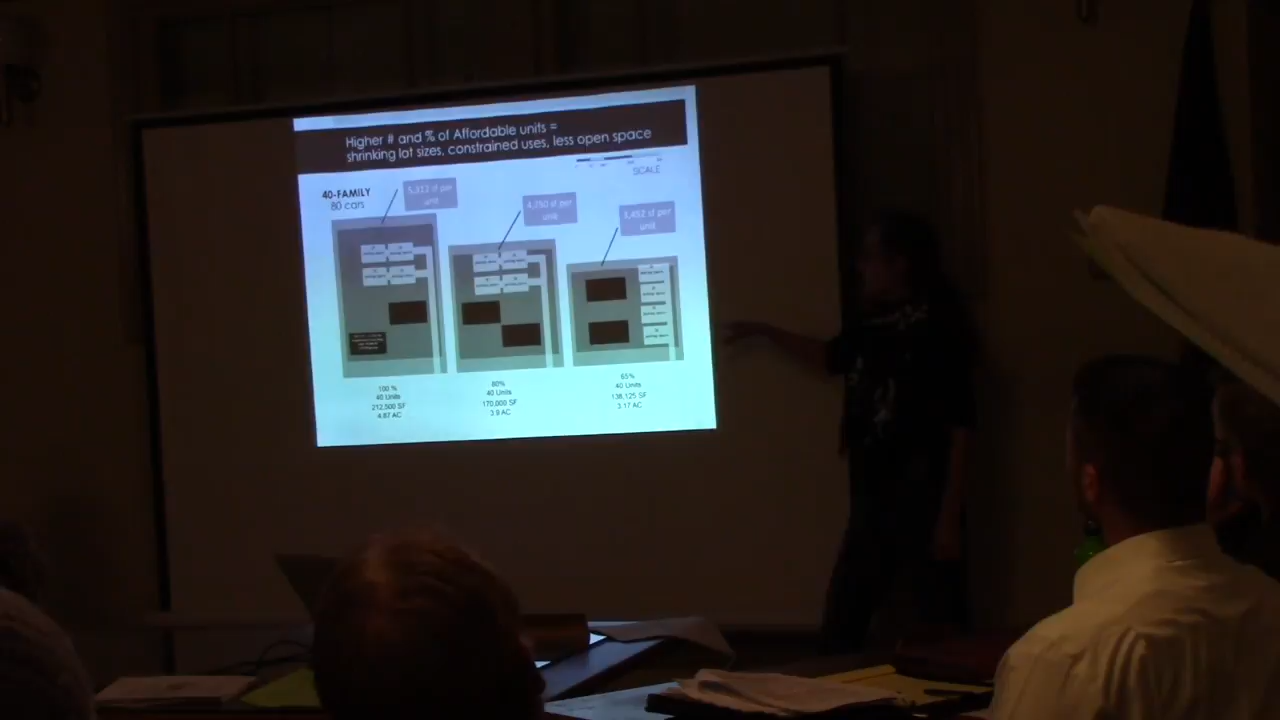 Higher # and % of Affordable units =
shrinking lot sizes, constrained uses, less open space
SCALE
40-FAMILY
80 cars
5,312 sf per
unit
4,250 sf per
unit
3,452 sf per
unit
100 %
40 Units
212,500 SF
4.87 AC
80%
40 Units
170,000 SF
3.9 AC
65%
40 Units
138,125 SF
3.17 AC